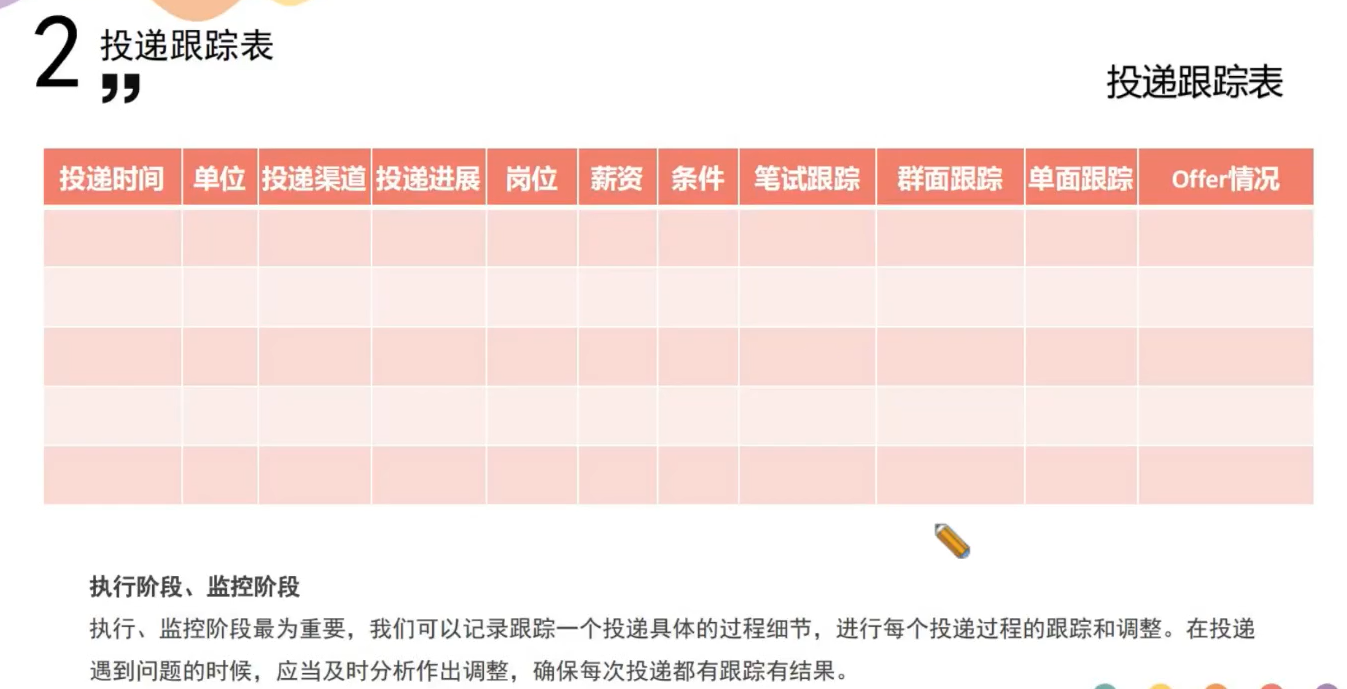 2
投递跟踪表
”
投递跟踪表
投递时间 单位 投递渠道 投递进展 岗位 薪资 条件 笔试跟踪 群面跟踪 单面跟踪 Offer情况
执行阶段、监控阶段
执行、监控阶段最为重要，我们可以记录跟踪一个投递具体的过程细节，进行每个投递过程的跟踪和调整。在投递
遇到问题的时候，应当及时分析作出调整，确保每次投递都有跟踪有结果。